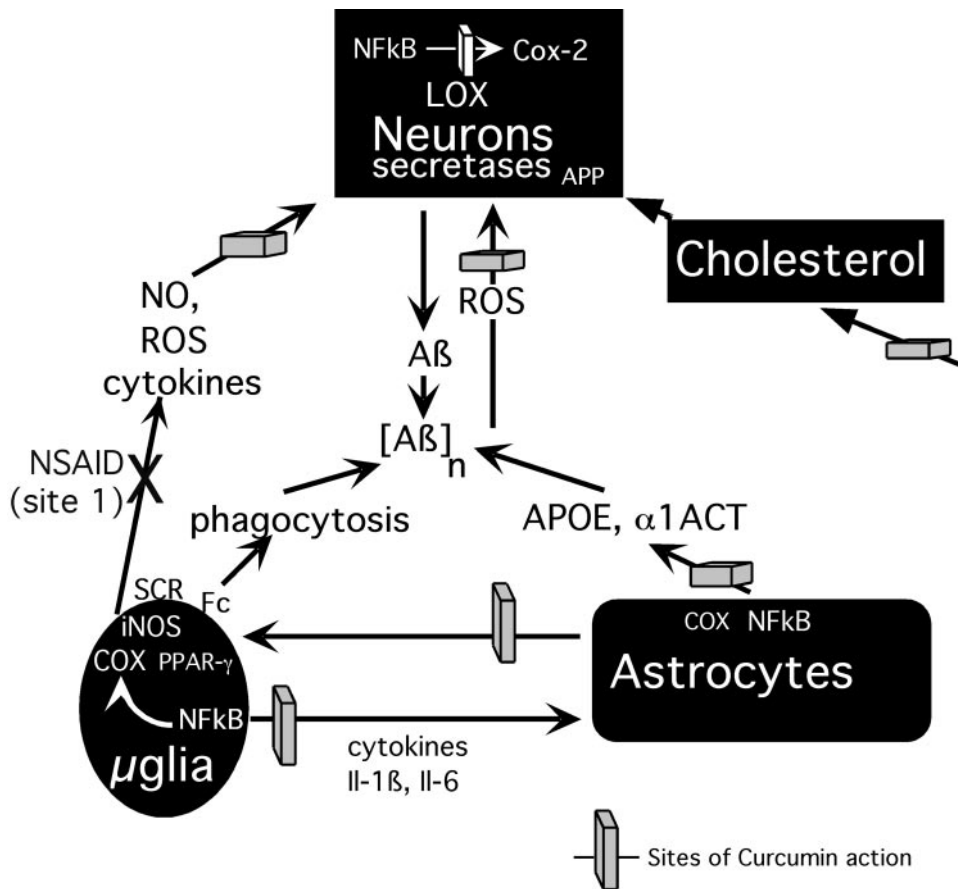 NFkB Cox-2
LOX
Neurons
secretases APP
Cholesterol
NO,
ROS
cytokines
ROS
Aß
[Aß]n
NSAID
(site 1)
phagocytosis
APOE, α1ACT
SCR
Fc
iNOS
COX PPAR-γ
NFkB
µglia
COX NFkB
Astrocytes
cytokines
Il-1ß, Il-6
Sites of Curcumin action